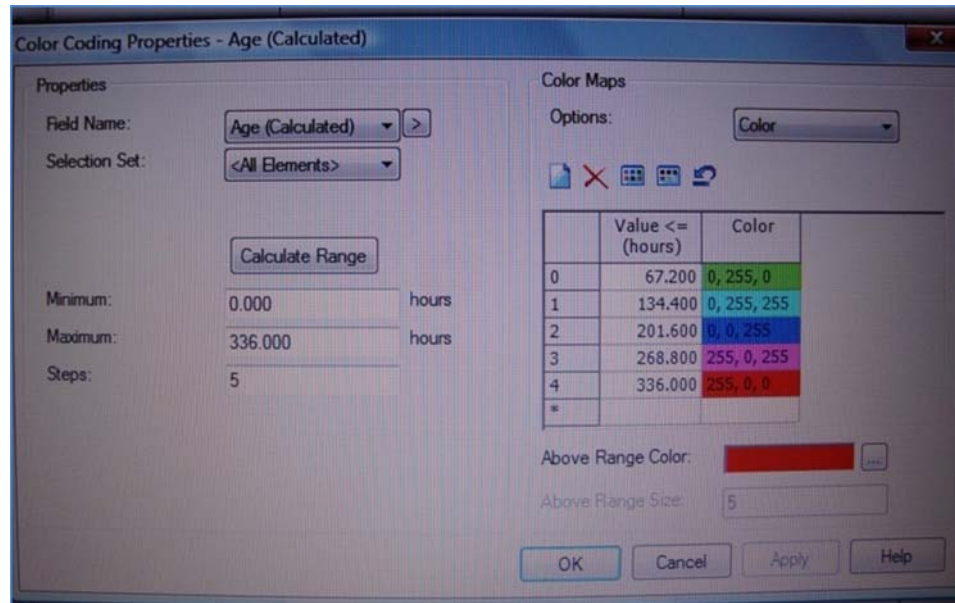 Color Coding Properties - Age (Calculated)
Properties
Field Name: Age (Calculated) >
Selection Set: <All Elements>
Calculate Range
Minimum: 0.000 hours
Maximum: 336.000 hours
Steps: 5
Color Maps
Options: Color
Value <= (hours) Color
0 67.200 0, 255, 0
1 134.400 0, 255, 255
2 201.600 0, 0, 255
3 268.800 255, 0, 255
4 336.000 255, 0, 0
*
Above Range Color: ...
Above Range Size: 5
OK Cancel Apply Help